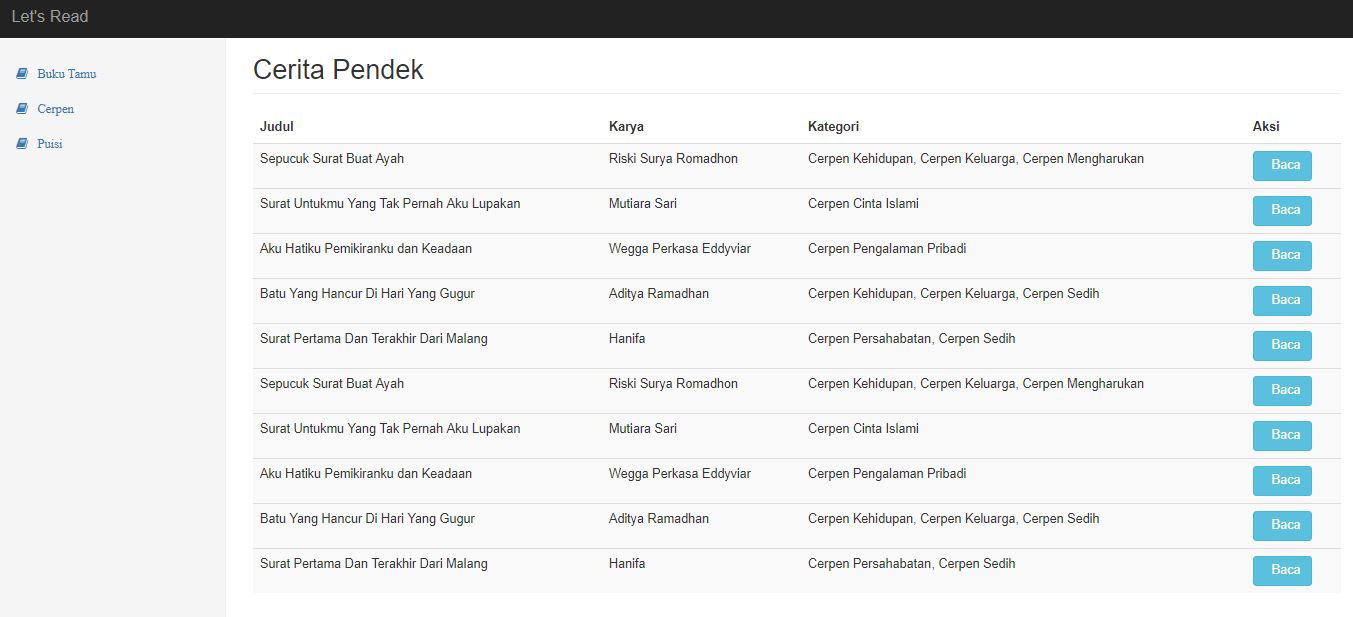 Let's Read
Buku Tamu
Cerpen
Puisi
Cerita Pendek
Judul Karya Kategori Aksi
Sepucuk Surat Buat Ayah Riski Surya Romadhon Cerpen Kehidupan, Cerpen Keluarga, Cerpen Mengharukan Baca
Surat Untukmu Yang Tak Pernah Aku Lupakan Mutiara Sari Cerpen Cinta Islami Baca
Aku Hatiku Pemikiranku dan Keadaan Wegga Perkasa Eddyviar Cerpen Pengalaman Pribadi Baca
Batu Yang Hancur Di Hari Yang Gugur Aditya Ramadhan Cerpen Kehidupan, Cerpen Keluarga, Cerpen Sedih Baca
Surat Pertama Dan Terakhir Dari Malang Hanifa Cerpen Persahabatan, Cerpen Sedih Baca
Sepucuk Surat Buat Ayah Riski Surya Romadhon Cerpen Kehidupan, Cerpen Keluarga, Cerpen Mengharukan Baca
Surat Untukmu Yang Tak Pernah Aku Lupakan Mutiara Sari Cerpen Cinta Islami Baca
Aku Hatiku Pemikiranku dan Keadaan Wegga Perkasa Eddyviar Cerpen Pengalaman Pribadi Baca
Batu Yang Hancur Di Hari Yang Gugur Aditya Ramadhan Cerpen Kehidupan, Cerpen Keluarga, Cerpen Sedih Baca
Surat Pertama Dan Terakhir Dari Malang Hanifa Cerpen Persahabatan, Cerpen Sedih Baca